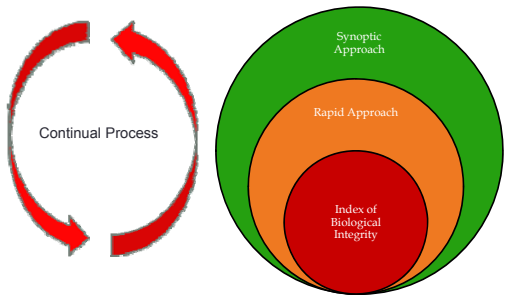 Continual Process
Synoptic
Approach
Rapid Approach
Index of
Biological
Integrity